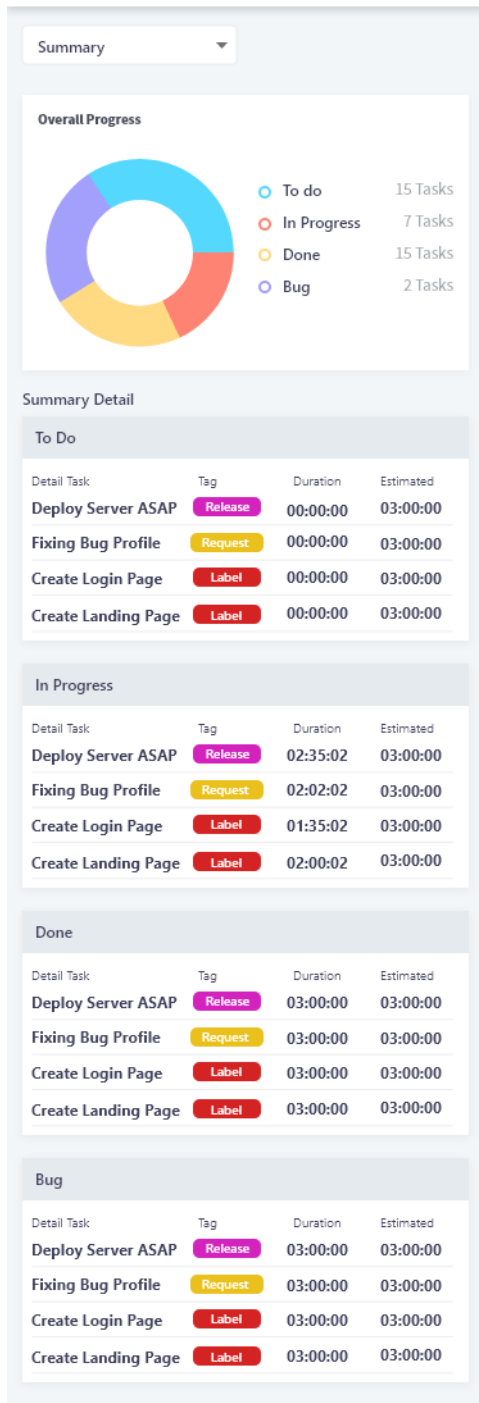 Summary
Overall Progress
To do 15 Tasks
In Progress 7 Tasks
Done 15 Tasks
Bug 2 Tasks
Summary Detail
To Do
Detail Task Tag Duration Estimated
Deploy Server ASAP Release 00:00:00 03:00:00
Fixing Bug Profile Request 00:00:00 03:00:00
Create Login Page Label 00:00:00 03:00:00
Create Landing Page Label 00:00:00 03:00:00
In Progress
Detail Task Tag Duration Estimated
Deploy Server ASAP Release 02:35:02 03:00:00
Fixing Bug Profile Request 02:02:02 03:00:00
Create Login Page Label 01:35:02 03:00:00
Create Landing Page Label 02:00:02 03:00:00
Done
Detail Task Tag Duration Estimated
Deploy Server ASAP Release 03:00:00 03:00:00
Fixing Bug Profile Request 03:00:00 03:00:00
Create Login Page Label 03:00:00 03:00:00
Create Landing Page Label 03:00:00 03:00:00
Bug
Detail Task Tag Duration Estimated
Deploy Server ASAP Release 03:00:00 03:00:00
Fixing Bug Profile Request 03:00:00 03:00:00
Create Login Page Label 03:00:00 03:00:00
Create Landing Page Label 03:00:00 03:00:00